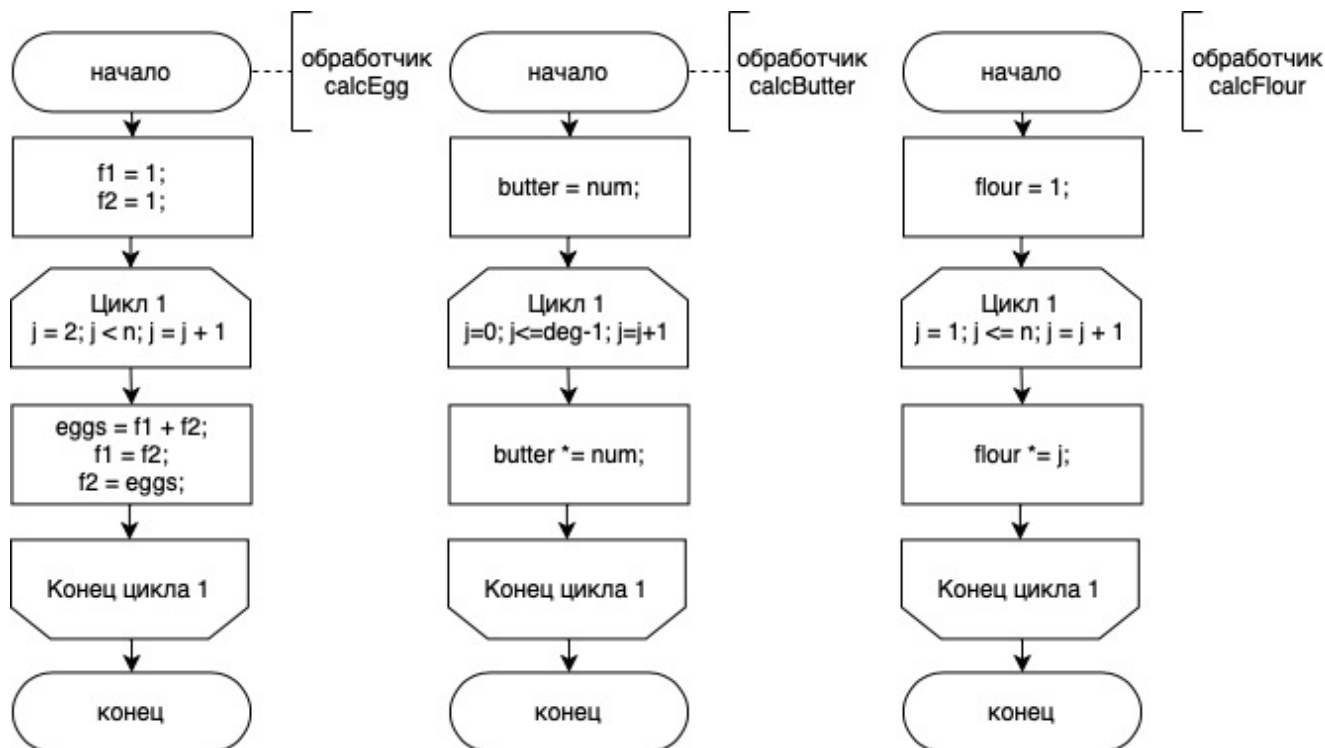 начало
обработчик
calcEgg
f1 = 1;
f2 = 1;
Цикл 1
j = 2; j < n; j = j + 1
eggs = f1 + f2;
f1 = f2;
f2 = eggs;
Конец цикла 1
конец
начало
обработчик
calcButter
butter = num;
Цикл 1
j=0; j<=deg-1; j=j+1
butter *= num;
Конец цикла 1
конец
начало
обработчик
calcFlour
flour = 1;
Цикл 1
j = 1; j <= n; j = j + 1
flour *= j;
Конец цикла 1
конец